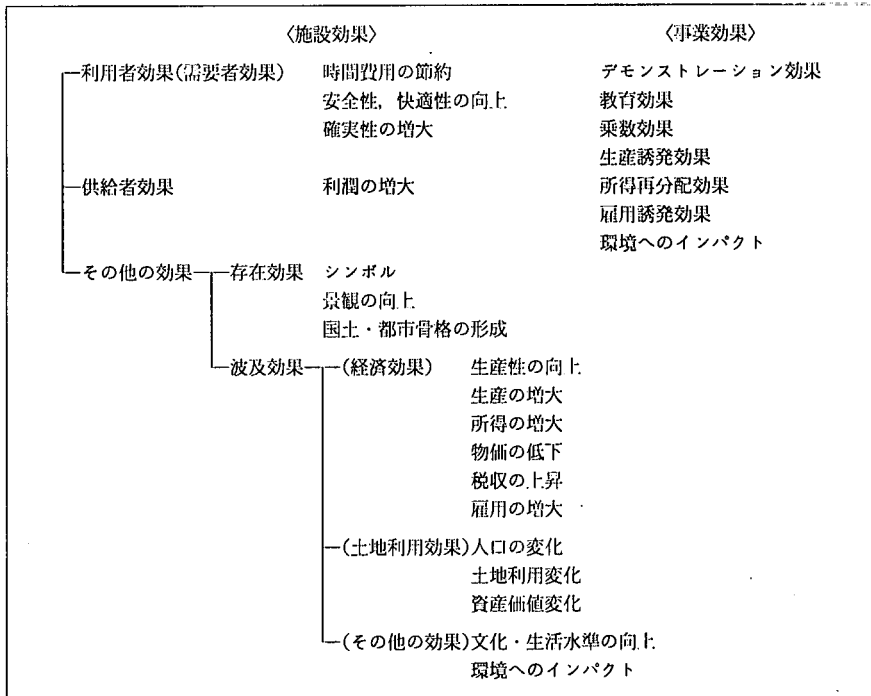 〈施設効果〉 〈事業効果〉
利用者効果(需要者効果) 時間費用の節約 デモンストレーション効果
安全性，快適性の向上 教育効果
確実性の増大 乗数効果
生産誘発効果
供給者効果 利潤の増大 所得再分配効果
雇用誘発効果
環境へのインパクト
その他の効果 存在効果 シンボル
景観の向上
国土・都市骨格の形成
波及効果 (経済効果) 生産性の向上
生産の増大
所得の増大
物価の低下
税収の上昇
雇用の増大
(土地利用効果)人口の変化
土地利用変化
資産価値変化
(その他の効果)文化・生活水準の向上
環境へのインパクト